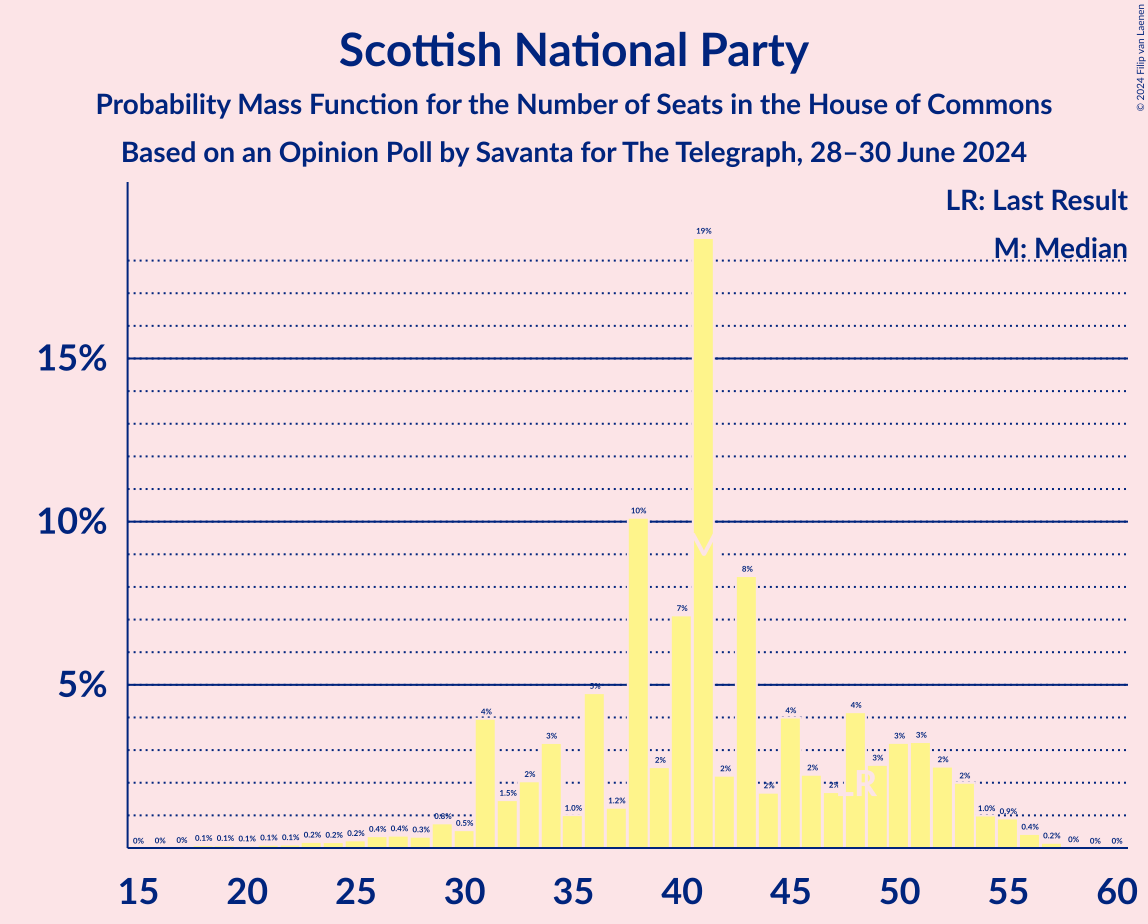 Scottish National Party
Probability Mass Function for the Number of Seats in the House of Commons
Based on an Opinion Poll by Savanta for The Telegraph, 28–30 June 2024
© 2024 Filip van Laenen
LR: Last Result
M: Median
15%
10%
5%
0% 0% 0% 0.1% 0.1% 0.1% 0.1% 0.1% 0.2% 0.2% 0.2% 0.4% 0.4% 0.3% 0.8% 0.5% 4% 1.5% 2% 3% 1.0% 5% 1.2% 10% 2% 7% 19% 2% 8% 2% 4% 2% 2% 4% 3% 3% 3% 2% 2% 1.0% 0.9% 0.4% 0.2% 0% 0% 0%
LR
15 20 25 30 35 40 45 50 55 60